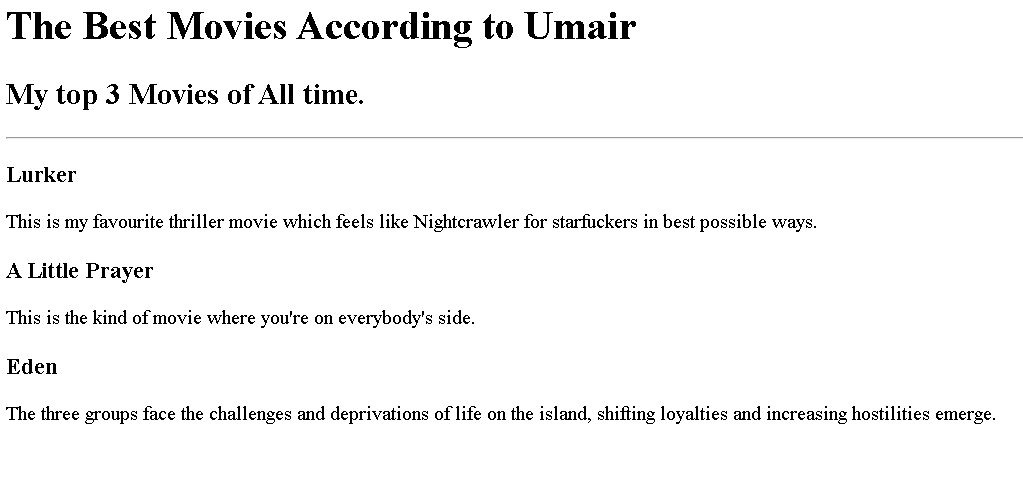 The Best Movies According to Umair
My top 3 Movies of All time.
Lurker
This is my favourite thriller movie which feels like Nightcrawler for starfuckers in best possible ways.
A Little Prayer
This is the kind of movie where you're on everybody's side.
Eden
The three groups face the challenges and deprivations of life on the island, shifting loyalties and increasing hostilities emerge.